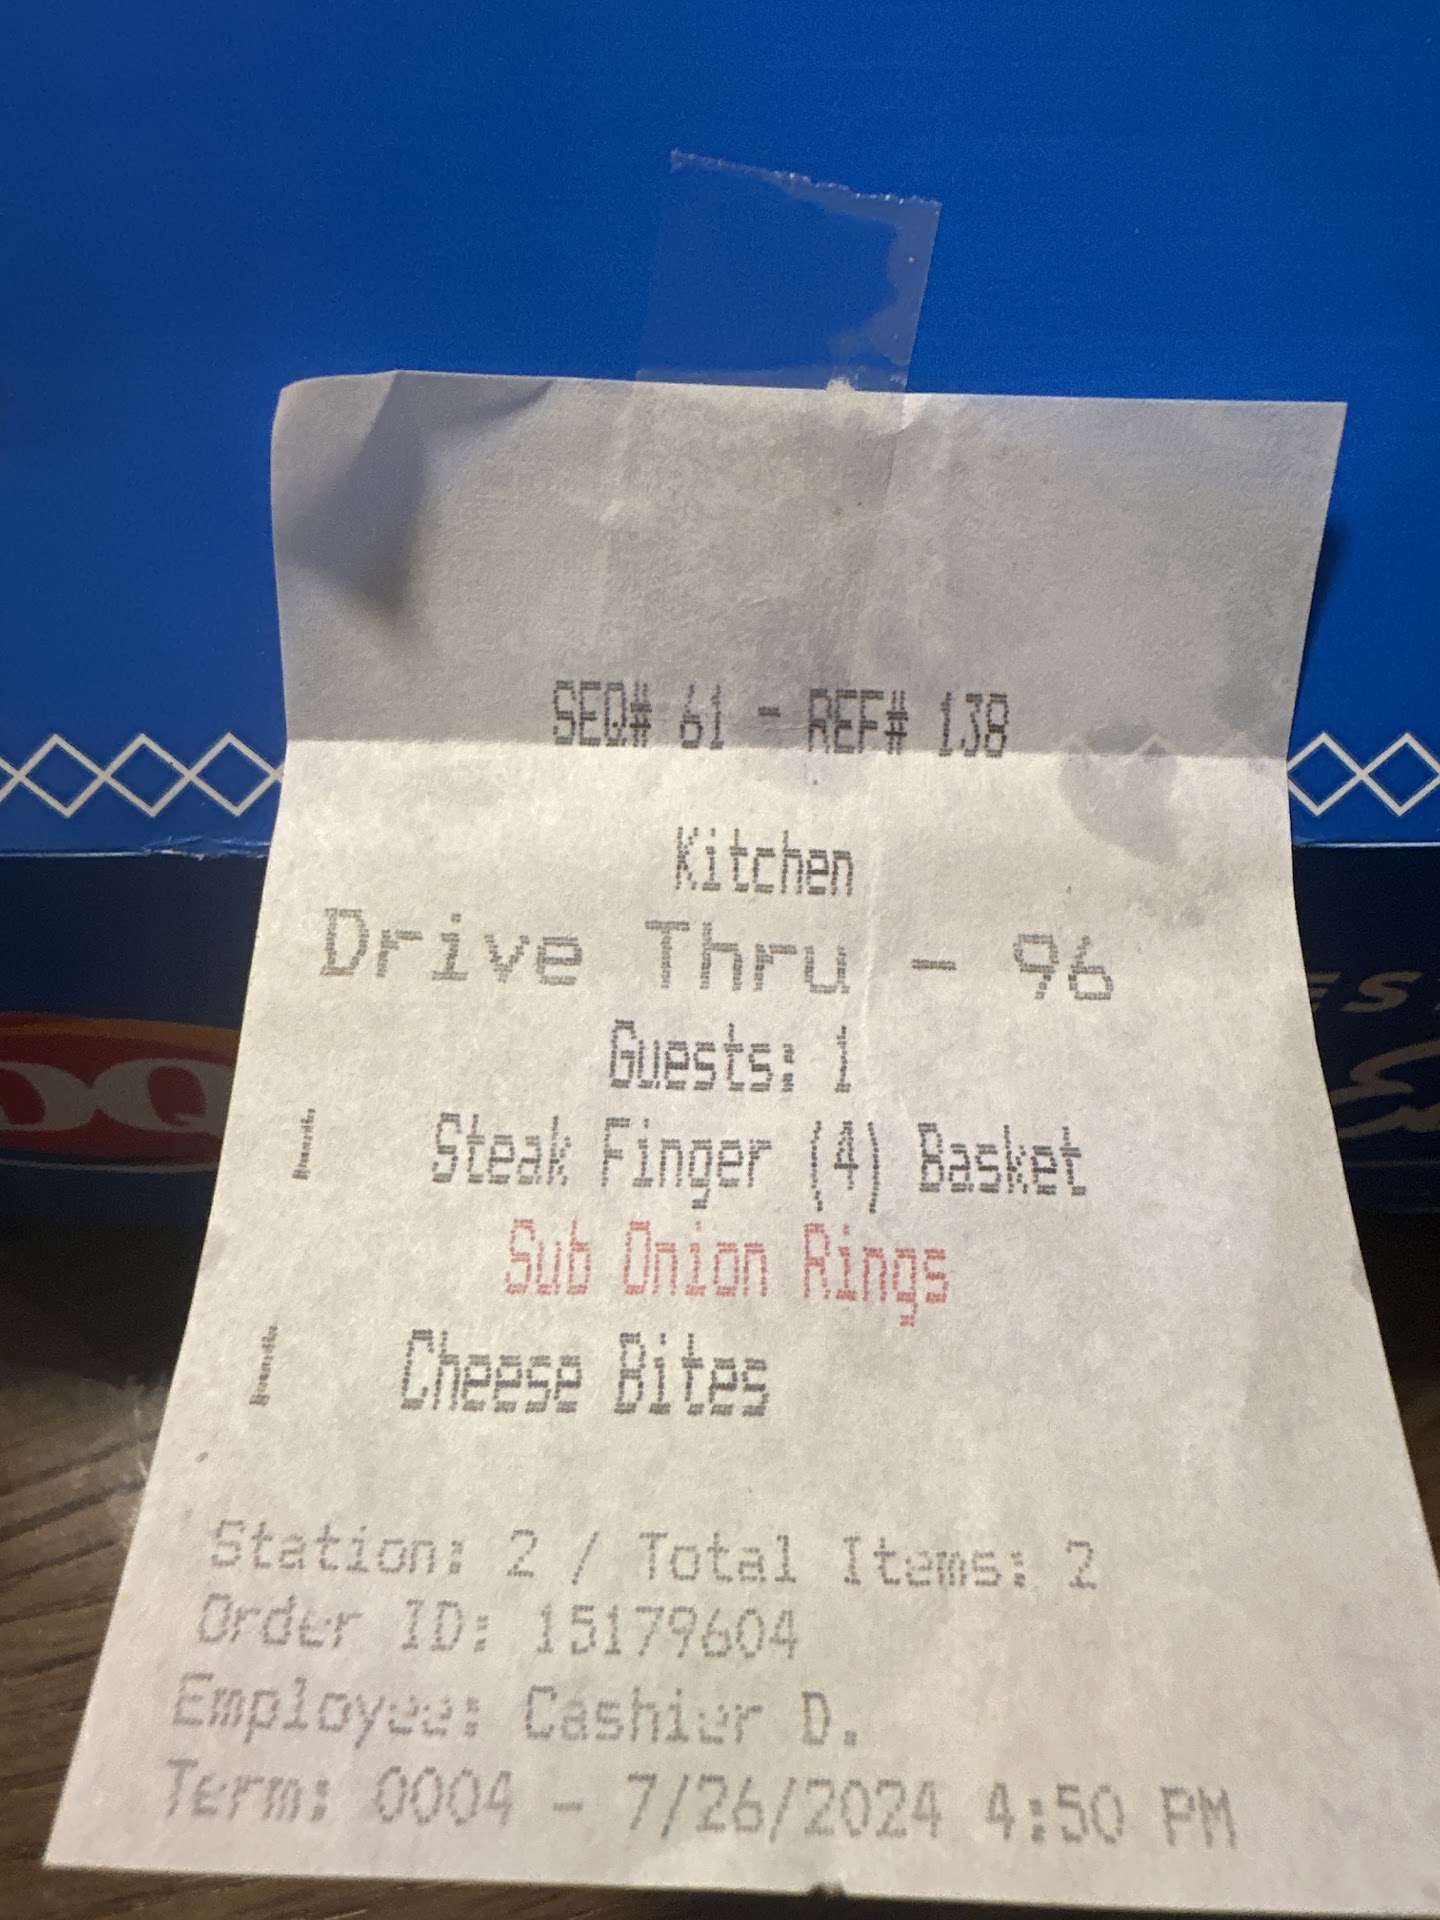 SEQ# 61 - REF# 138
Kitchen
Drive Thru - 96
Guests: 1
1 Steak Finger (4) Basket
Sub Onion Rings
1 Cheese Bites
Station: 2 / Total Items: 2
Order ID: 15179604
Employee: Cashier D.
Term: 0004 - 7/26/2024 4:50 PM
DQ